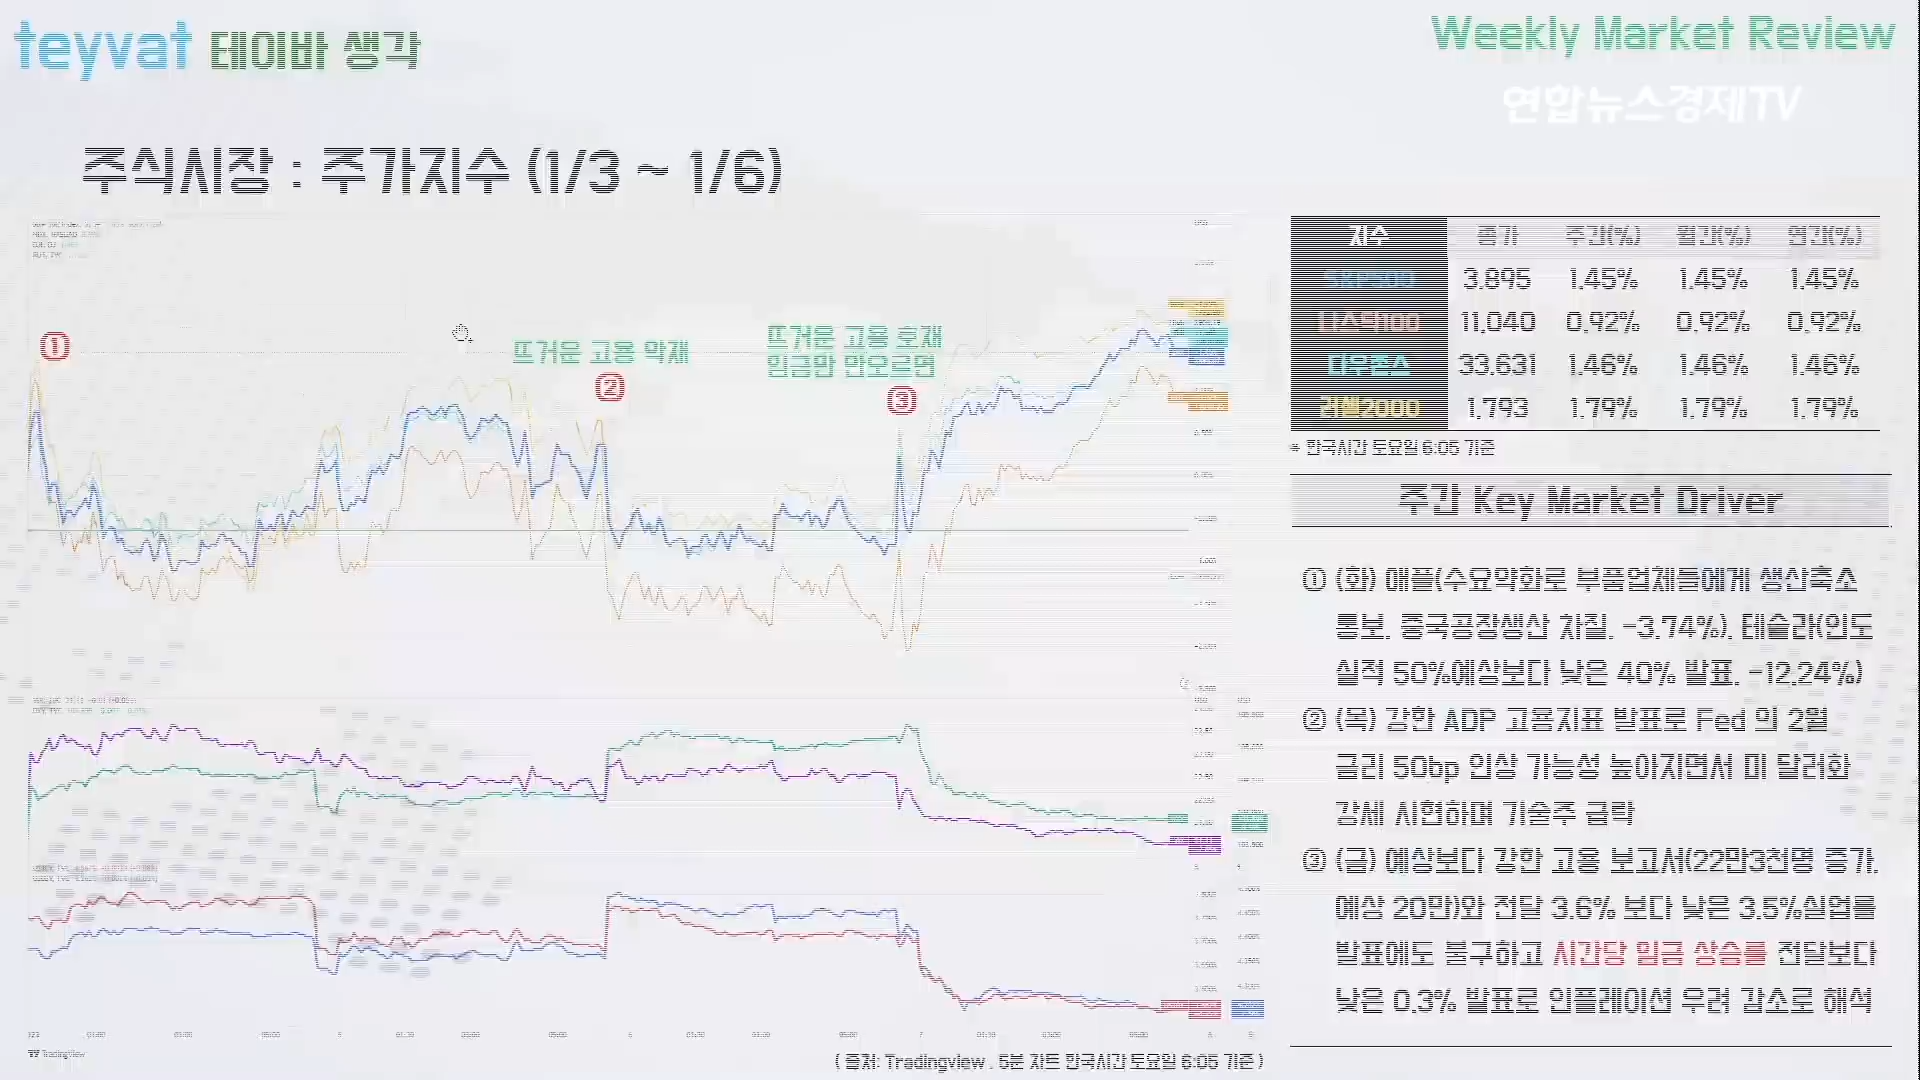 teyvat 테이바 생각
Weekly Market Review
연합뉴스경제TV
주식시장 : 주가지수 (1/3 ~ 1/6)
뜨거운 고용 악재
뜨거운 고용 호재
임금만 안오르면
①
②
③
지수 종가 주간(%) 월간(%) 연간(%)
S&P500 3,895 1.45% 1.45% 1.45%
나스닥100 11,040 0.92% 0.92% 0.92%
다우존스 33,631 1.46% 1.46% 1.46%
러셀2000 1,793 1.79% 1.79% 1.79%
* 한국시간 토요일 6:05 기준
주간 Key Market Driver
① (화) 애플(수요약화로 부품업체들에게 생산축소
통보, 중국공장생산 차질, -3.74%), 테슬라(인도
실적 50%예상보다 낮은 40% 발표, -12.24%)
② (목) 강한 ADP 고용지표 발표로 Fed 의 2월
금리 50bp 인상 가능성 높아지면서 미 달러화
강세 시현하며 기술주 급락
③ (금) 예상보다 강한 고용 보고서(22만3천명 증가,
예상 20만)와 전달 3.6% 보다 낮은 3.5%실업률
발표에도 불구하고 시간당 임금 상승률 전달보다
낮은 0.3% 발표로 인플레이션 우려 감소로 해석
TradingView
( 출처: Tradingview , 5분 차트 한국시간 토요일 6:05 기준 )